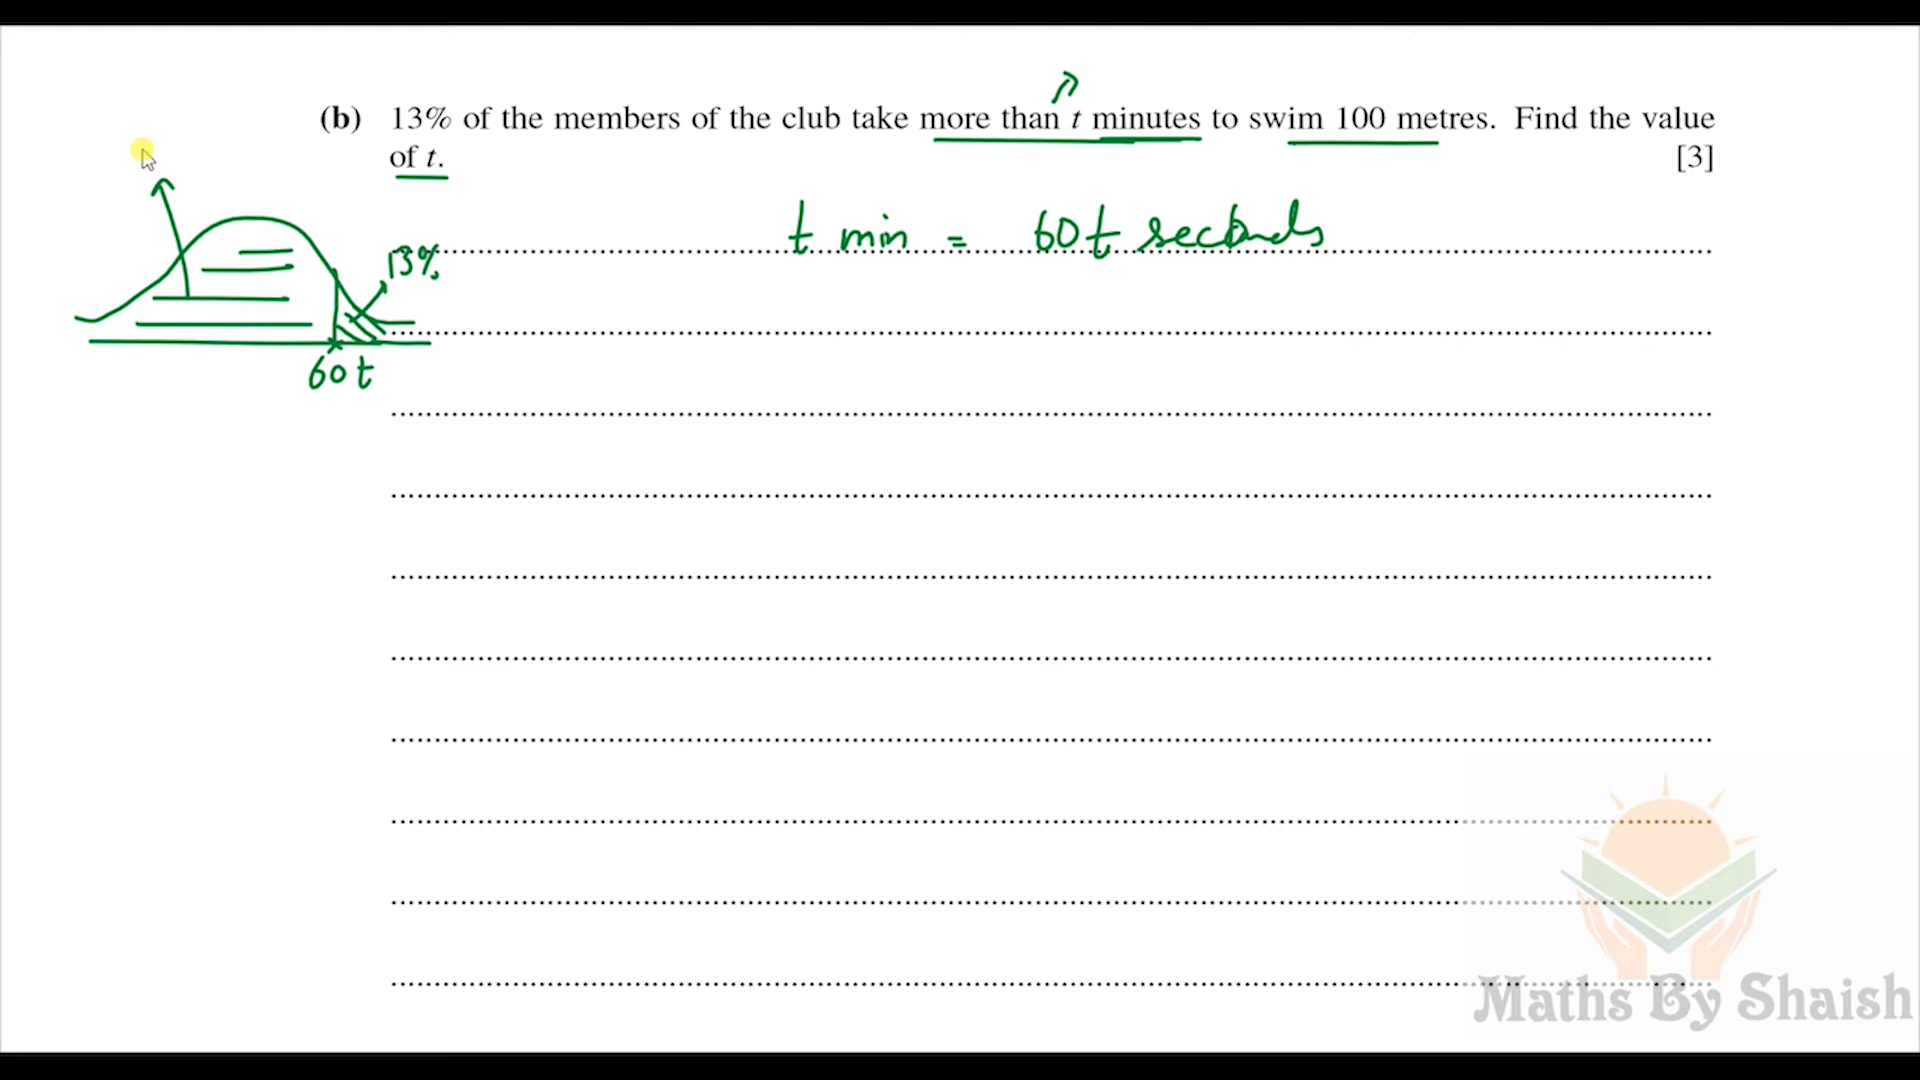 (b) 13% of the members of the club take more than t minutes to swim 100 metres. Find the value
of t. [3]
t min = 60t seconds
13%
60t
Maths By Shaish